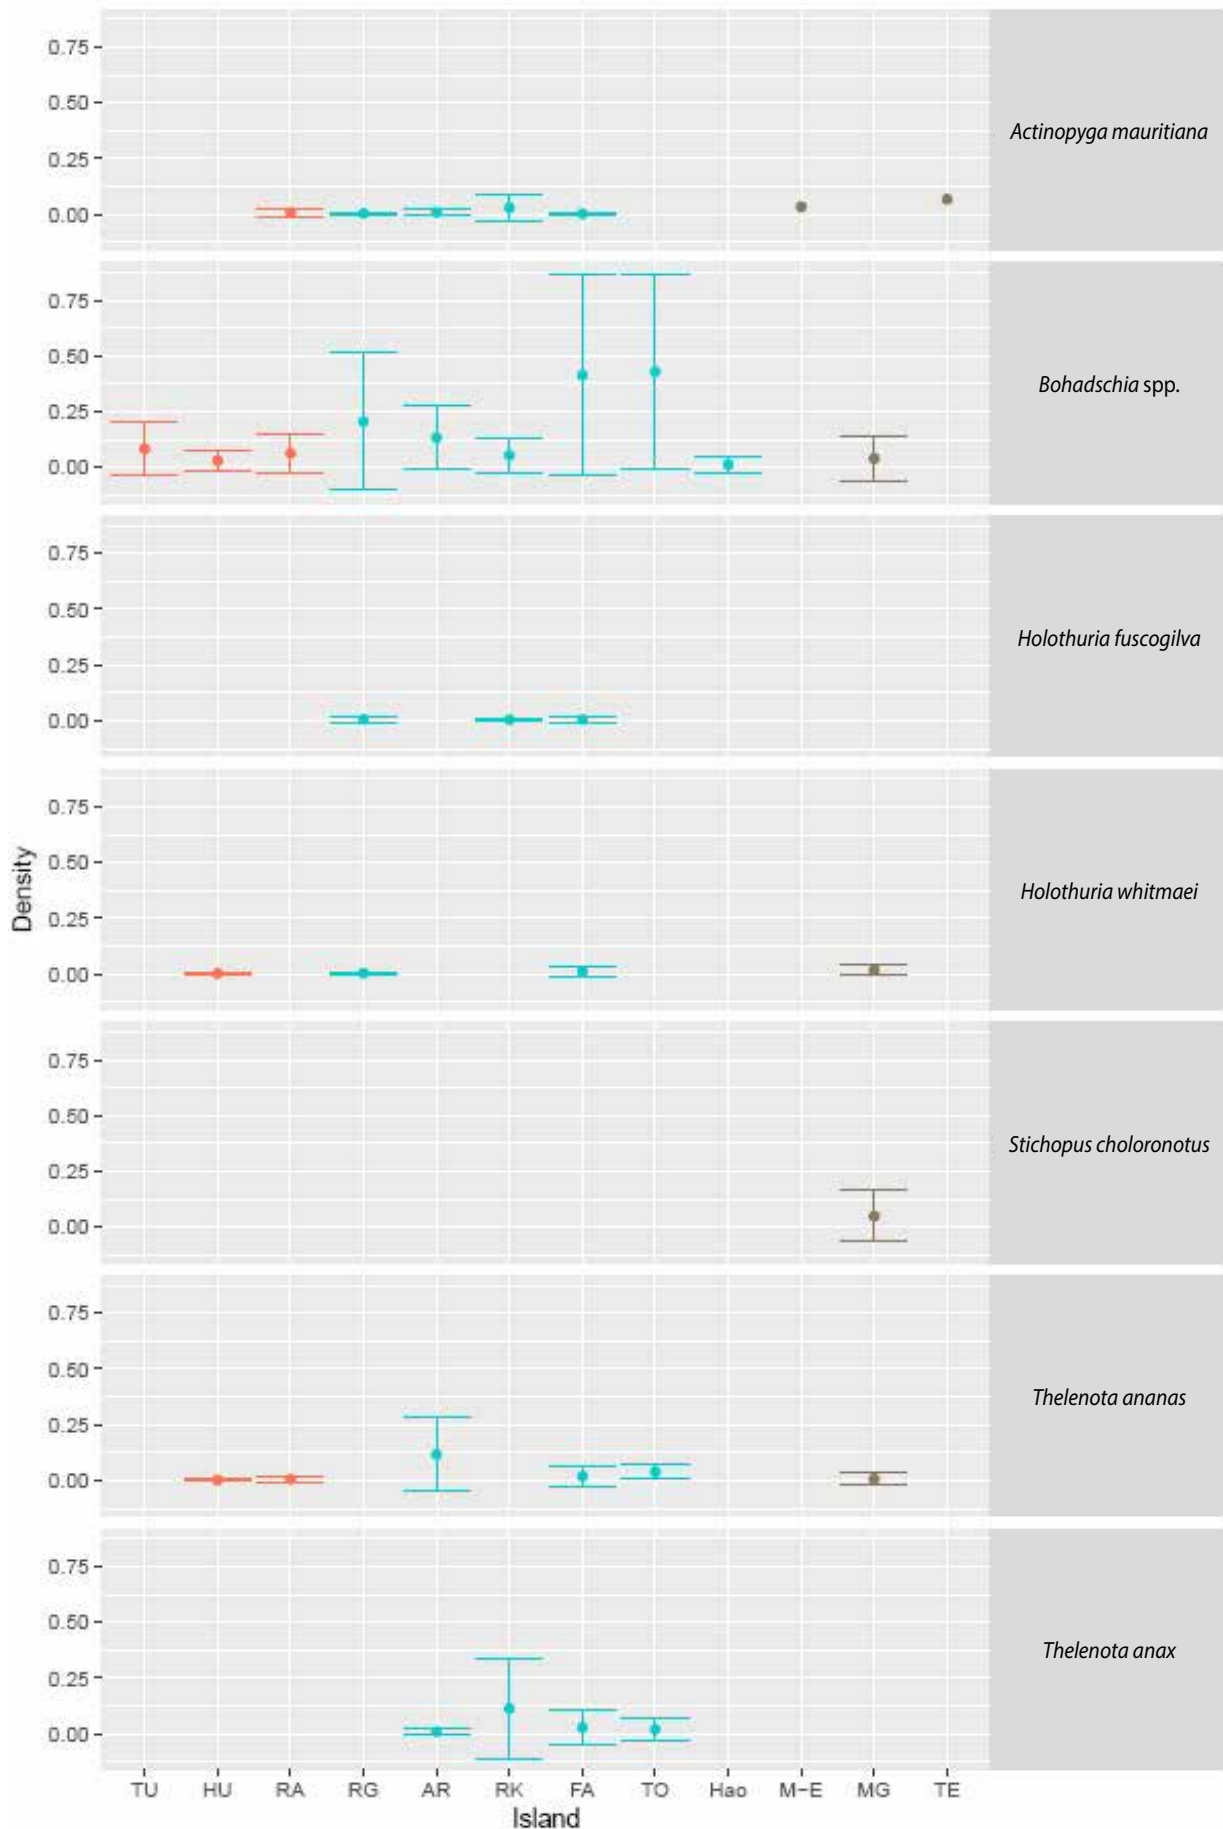 0.75
0.50
0.25
0.00
Actinopyga mauritiana
0.75
0.50
0.25
0.00
Bohadschia spp.
0.75
0.50
0.25
0.00
Holothuria fuscogilva
0.75
0.50
0.25
0.00
Holothuria whitmaei
Density
0.75
0.50
0.25
0.00
Stichopus choloronotus
0.75
0.50
0.25
0.00
Thelenota ananas
0.75
0.50
0.25
0.00
Thelenota anax
TU HU RA RG AR RK FA TO Hao M-E MG TE
Island